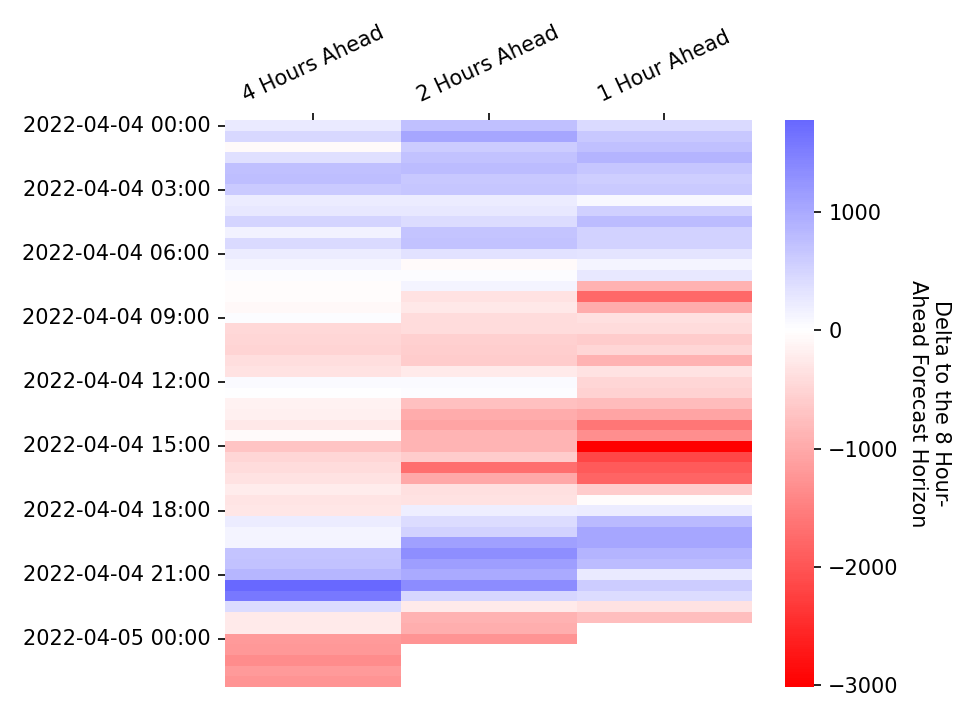 4 Hours Ahead
2 Hours Ahead
1 Hour Ahead
2022-04-04 00:00
2022-04-04 03:00
2022-04-04 06:00
2022-04-04 09:00
2022-04-04 12:00
2022-04-04 15:00
2022-04-04 18:00
2022-04-04 21:00
2022-04-05 00:00
1000
0
−1000
−2000
−3000
Delta to the 8 Hour-
Ahead Forecast Horizon